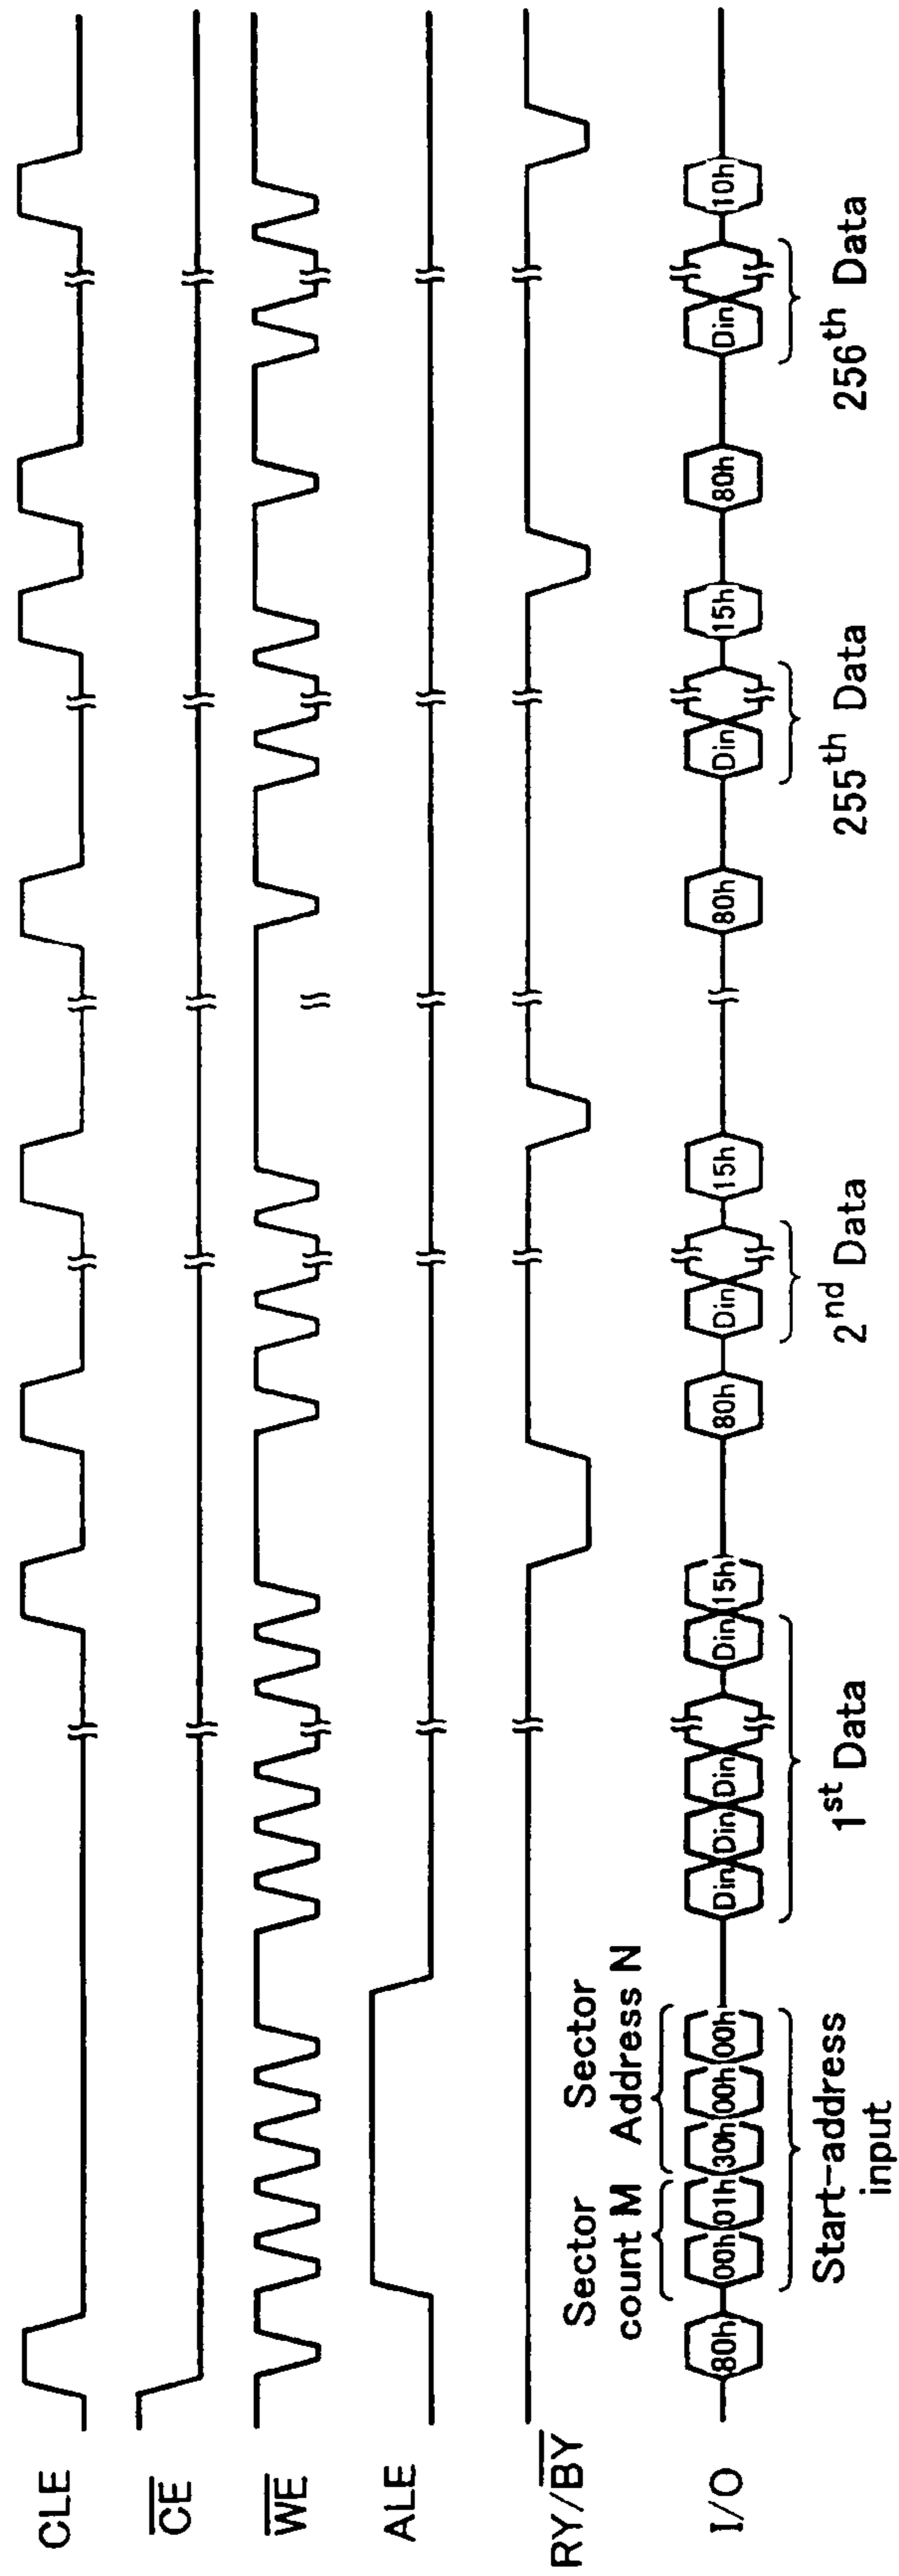 CLE
CE
WE
ALE
RY/BY
Sector count M
Sector Address N
I/O
80h 00h 01h 30h 00h 00h Din Din Din Din 15h 80h Din 15h 80h Din 15h 80h Din 10h
Start-address input
1st Data
2nd Data
255th Data
256th Data